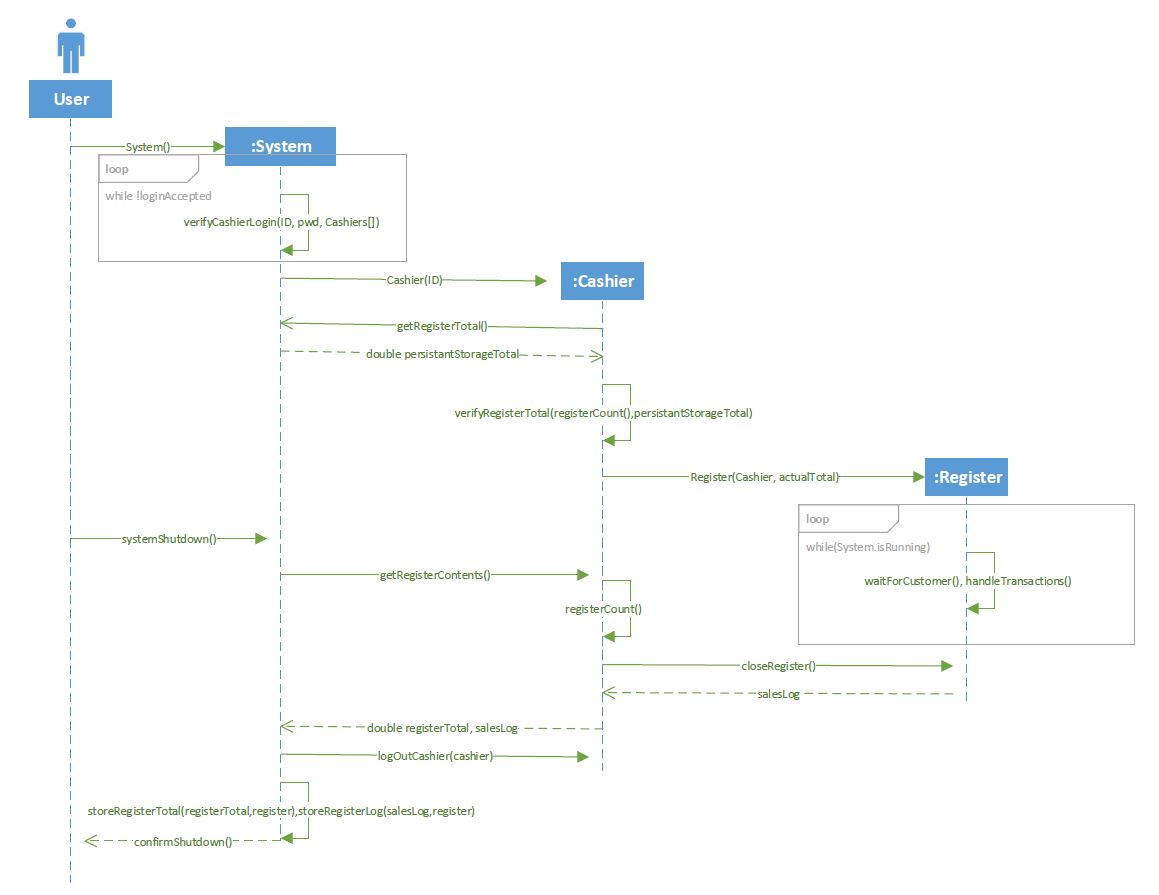 User
System()
:System
loop
while !loginAccepted
verifyCashierLogin(ID, pwd, Cashiers[])
Cashier(ID)
:Cashier
getRegisterTotal()
double persistantStorageTotal
verifyRegisterTotal(registerCount(),persistantStorageTotal)
Register(Cashier, actualTotal)
:Register
loop
while(System.isRunning)
systemShutdown()
waitForCustomer(), handleTransactions()
getRegisterContents()
registerCount()
closeRegister()
salesLog
double registerTotal, salesLog
logOutCashier(cashier)
storeRegisterTotal(registerTotal,register),storeRegisterLog(salesLog,register)
confirmShutdown()